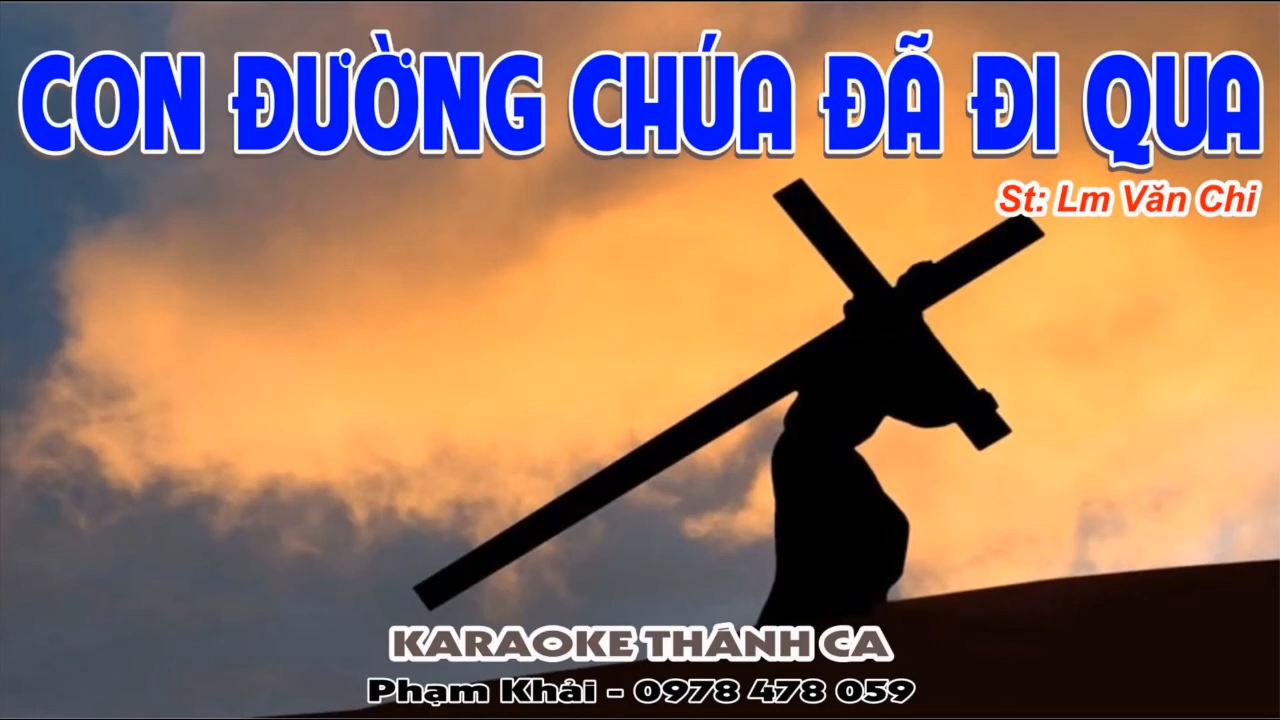 CON ĐƯỜNG CHÚA ĐÃ ĐI QUA
St: Lm Văn Chi
KARAOKE THÁNH CA
Phạm Khải - 0978 478 059